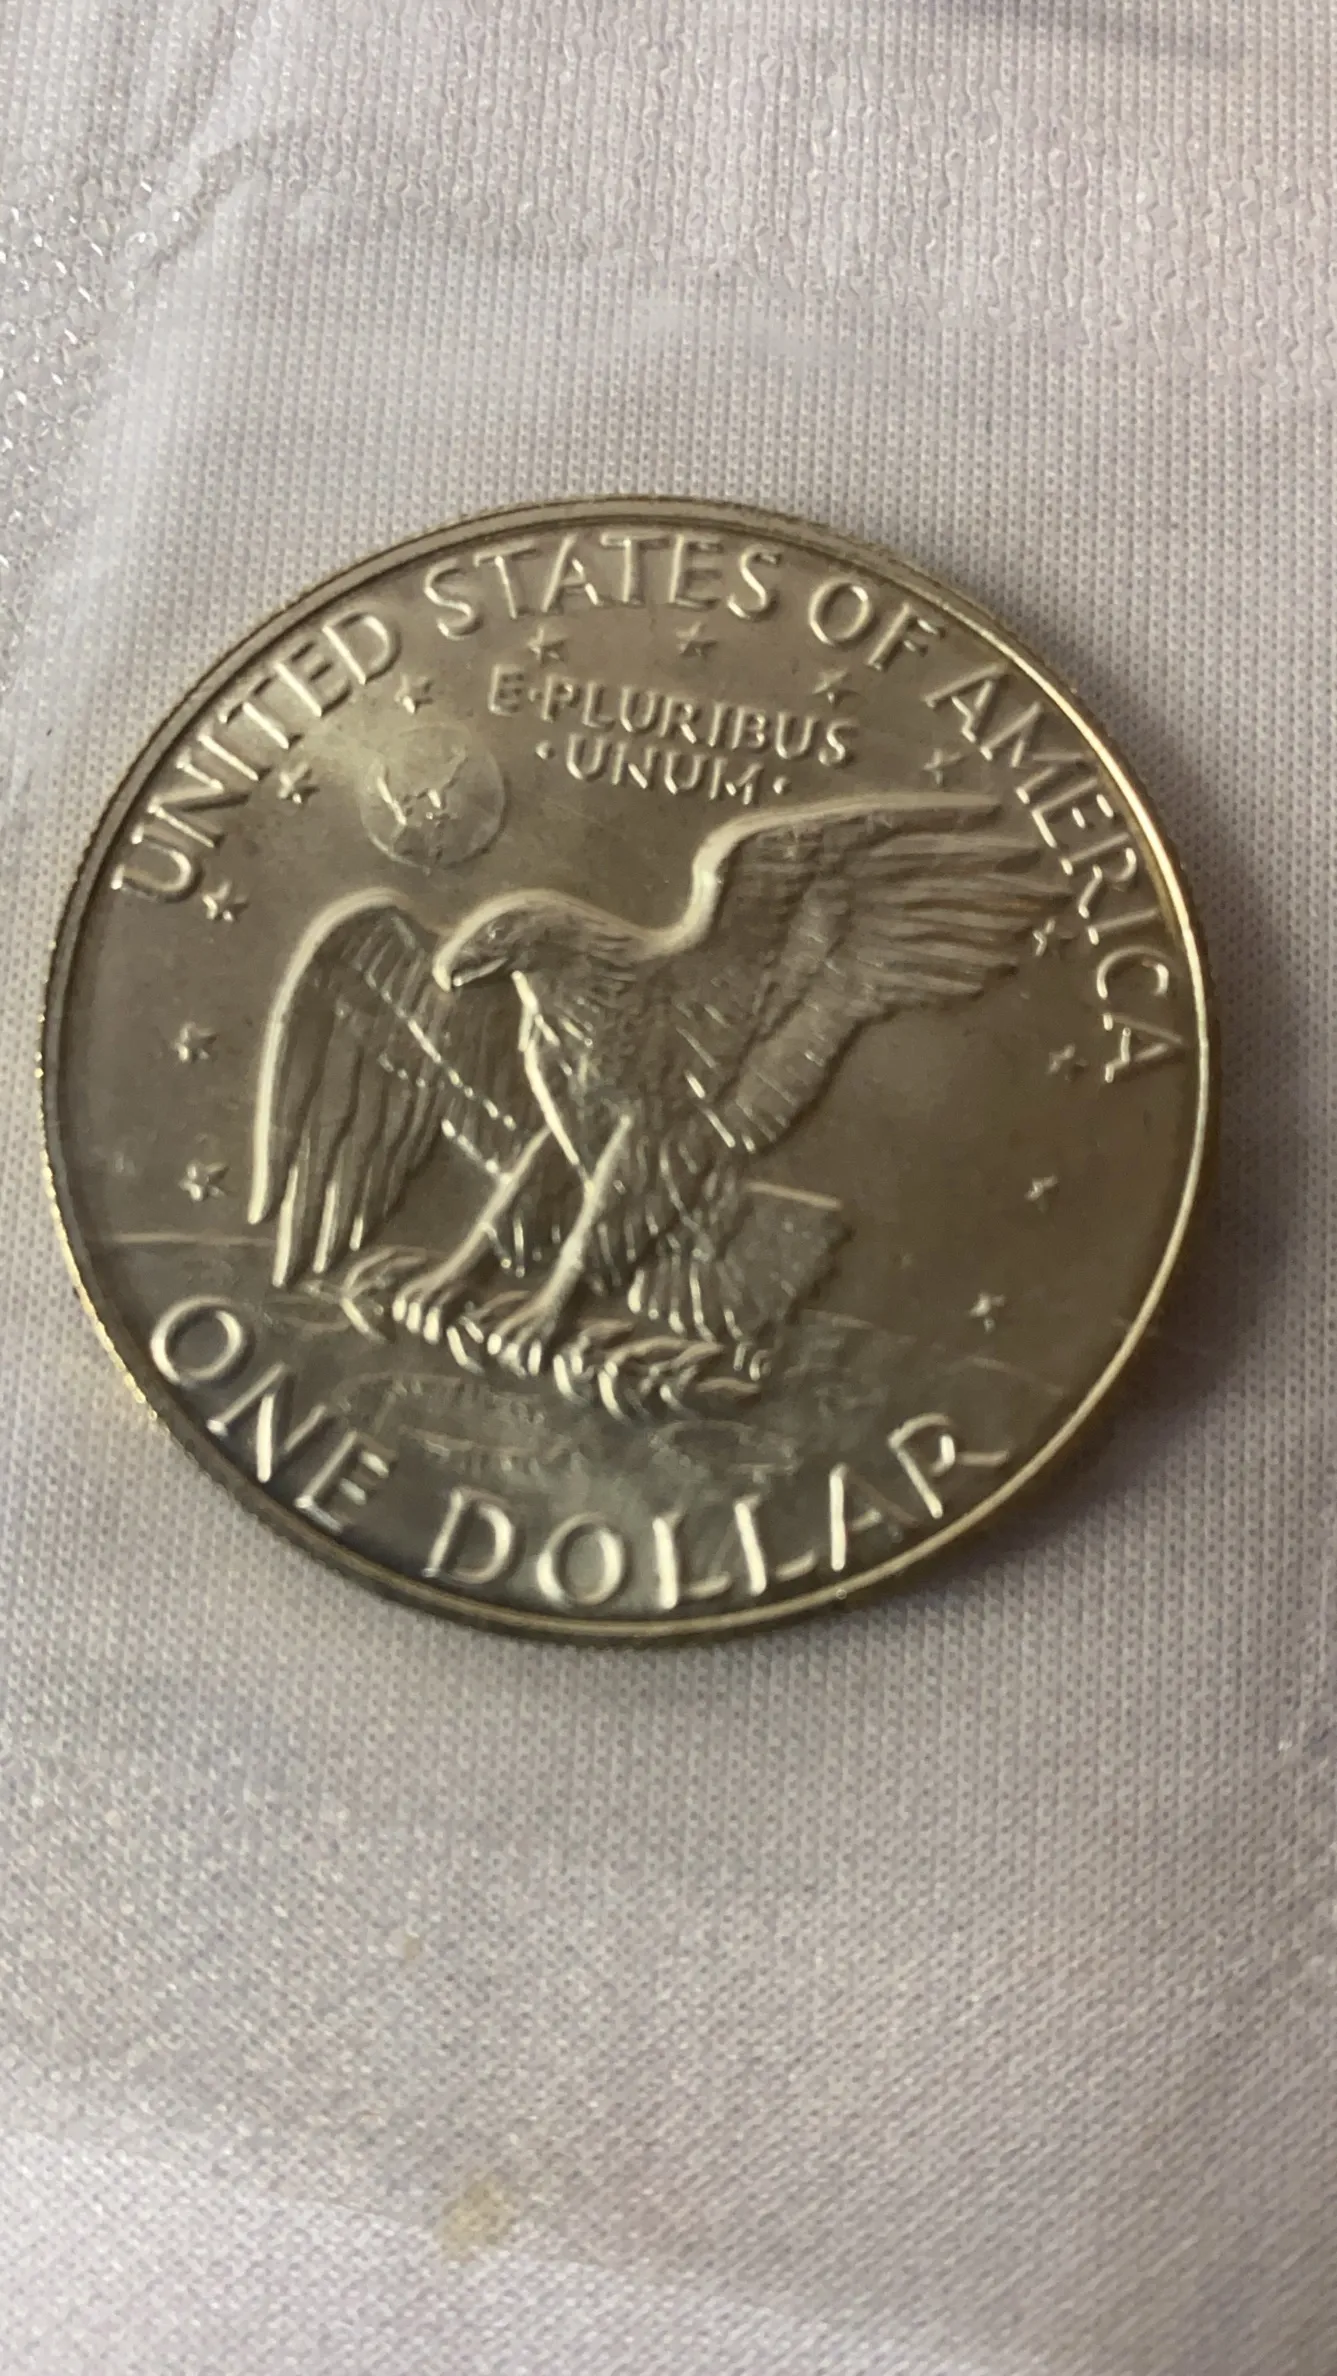 UNITED STATES OF AMERICA
E·PLURIBUS
·UNUM·
ONE DOLLAR